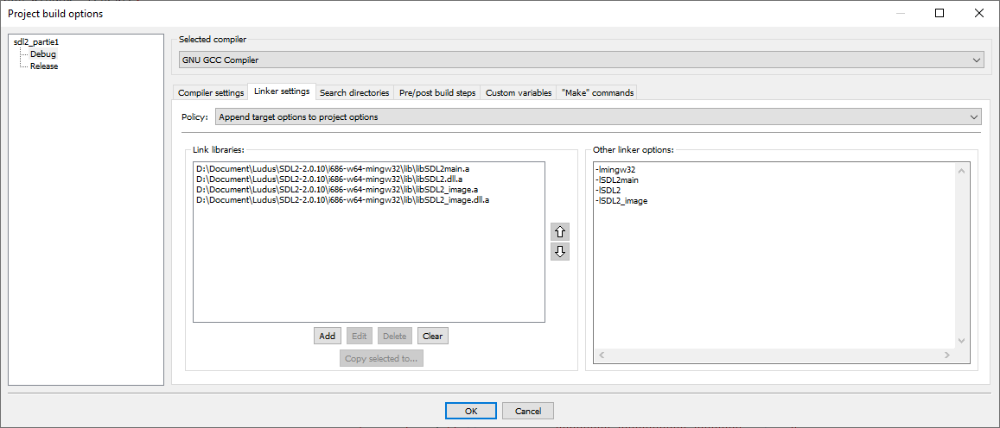 Project build options
sdl2_partie1
Debug
Release
Selected compiler
GNU GCC Compiler
Compiler settings
Linker settings
Search directories
Pre/post build steps
Custom variables
"Make" commands
Policy:
Append target options to project options
Link libraries:
D:\Document\Ludus\SDL2-2.0.10\i686-w64-mingw32\lib\libSDL2main.a
D:\Document\Ludus\SDL2-2.0.10\i686-w64-mingw32\lib\libSDL2.dll.a
D:\Document\Ludus\SDL2-2.0.10\i686-w64-mingw32\lib\libSDL2_image.a
D:\Document\Ludus\SDL2-2.0.10\i686-w64-mingw32\lib\libSDL2_image.dll.a
Add
Edit
Delete
Clear
Copy selected to...
Other linker options:
-lmingw32
-lSDL2main
-lSDL2
-lSDL2_image
OK
Cancel